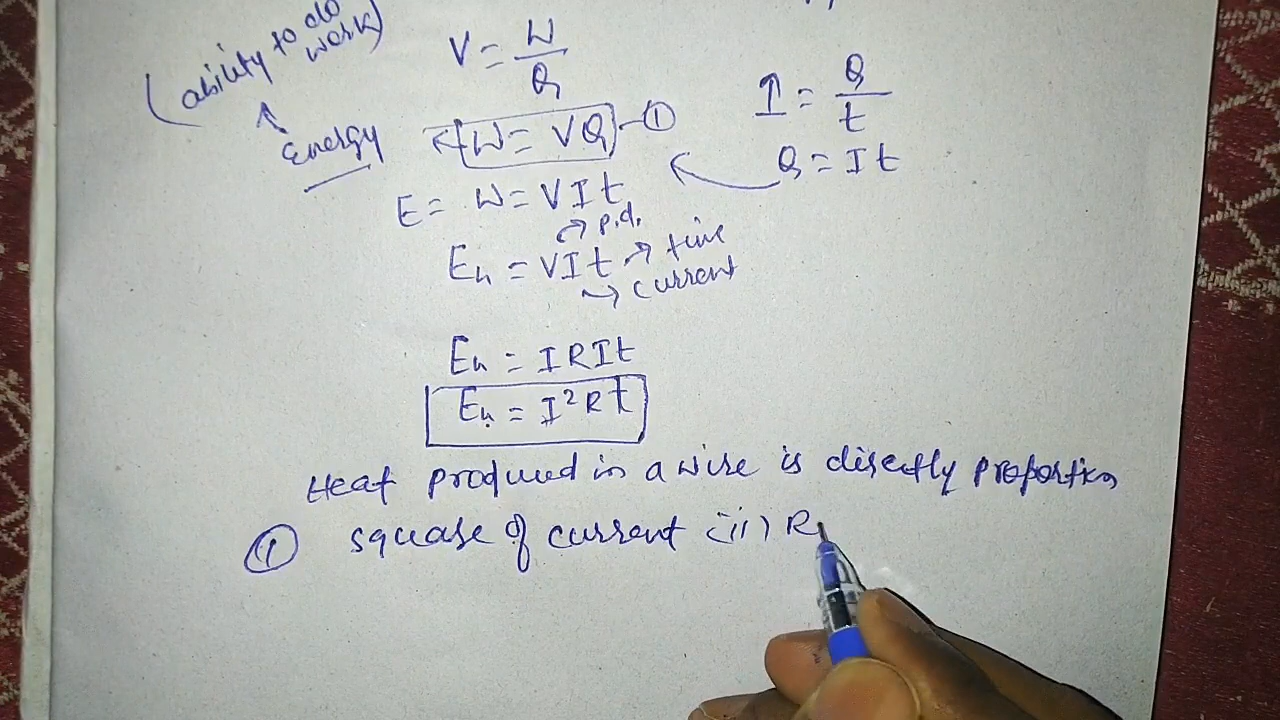 (ability to do work)
V = W/Q
I = Q/t
Energy
W = VQ - ①
Q = It
E = W = VIt
p.d.
Eh = VIt → time
→ current
Eh = IRIt
Eh = I²Rt
Heat produced in a wire is directly proportion
① square of current (ii) R